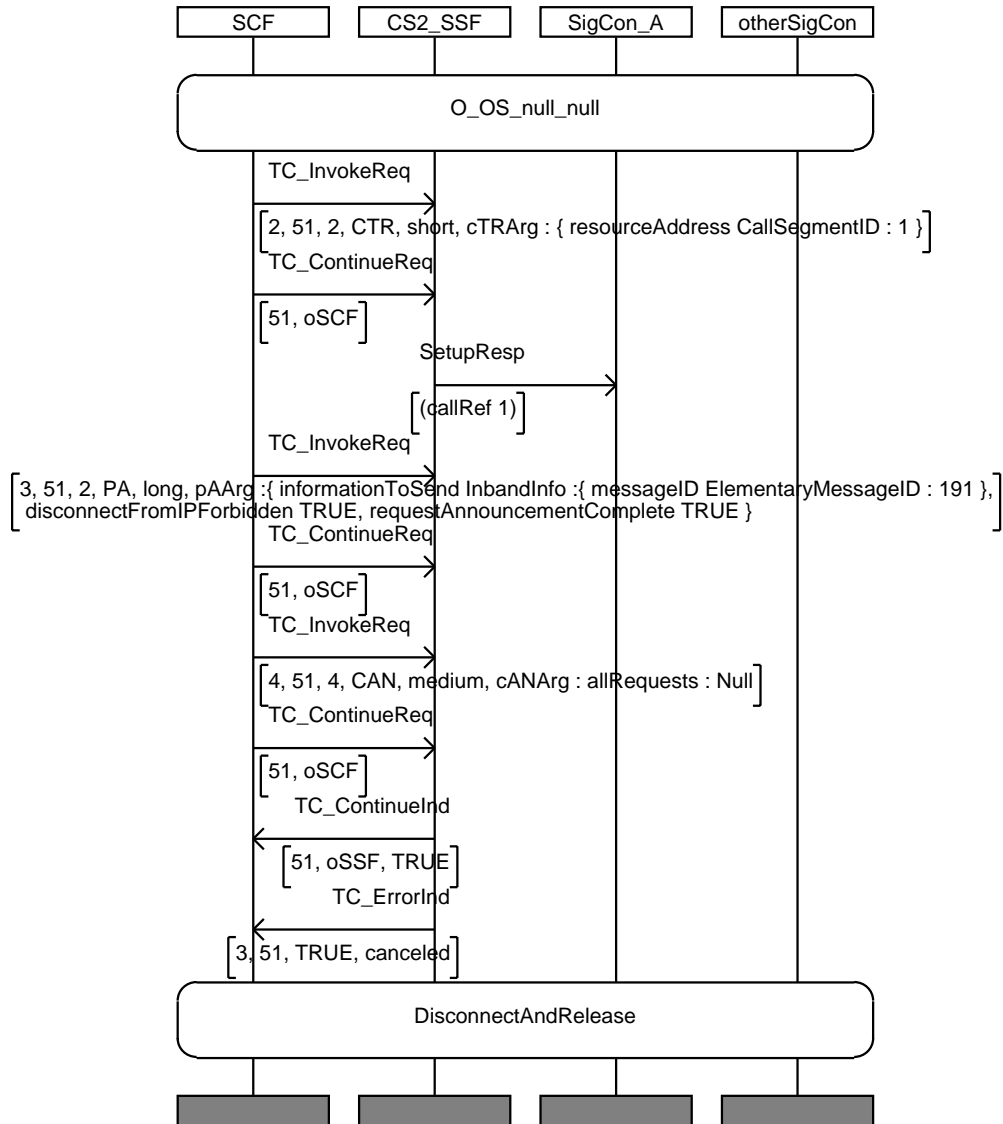 SCF CS2_SSF SigCon_A otherSigCon
O_OS_null_null
TC_InvokeReq
2, 51, 2, CTR, short, cTRArg : { resourceAddress CallSegmentID : 1 }
TC_ContinueReq
51, oSCF
SetupResp
(callRef 1)
TC_InvokeReq
3, 51, 2, PA, long, pAArg :{ informationToSend InbandInfo :{ messageID ElementaryMessageID : 191 },
disconnectFromIPForbidden TRUE, requestAnnouncementComplete TRUE }
TC_ContinueReq
51, oSCF
TC_InvokeReq
4, 51, 4, CAN, medium, cANArg : allRequests : Null
TC_ContinueReq
51, oSCF
TC_ContinueInd
51, oSSF, TRUE
TC_ErrorInd
3, 51, TRUE, canceled
DisconnectAndRelease